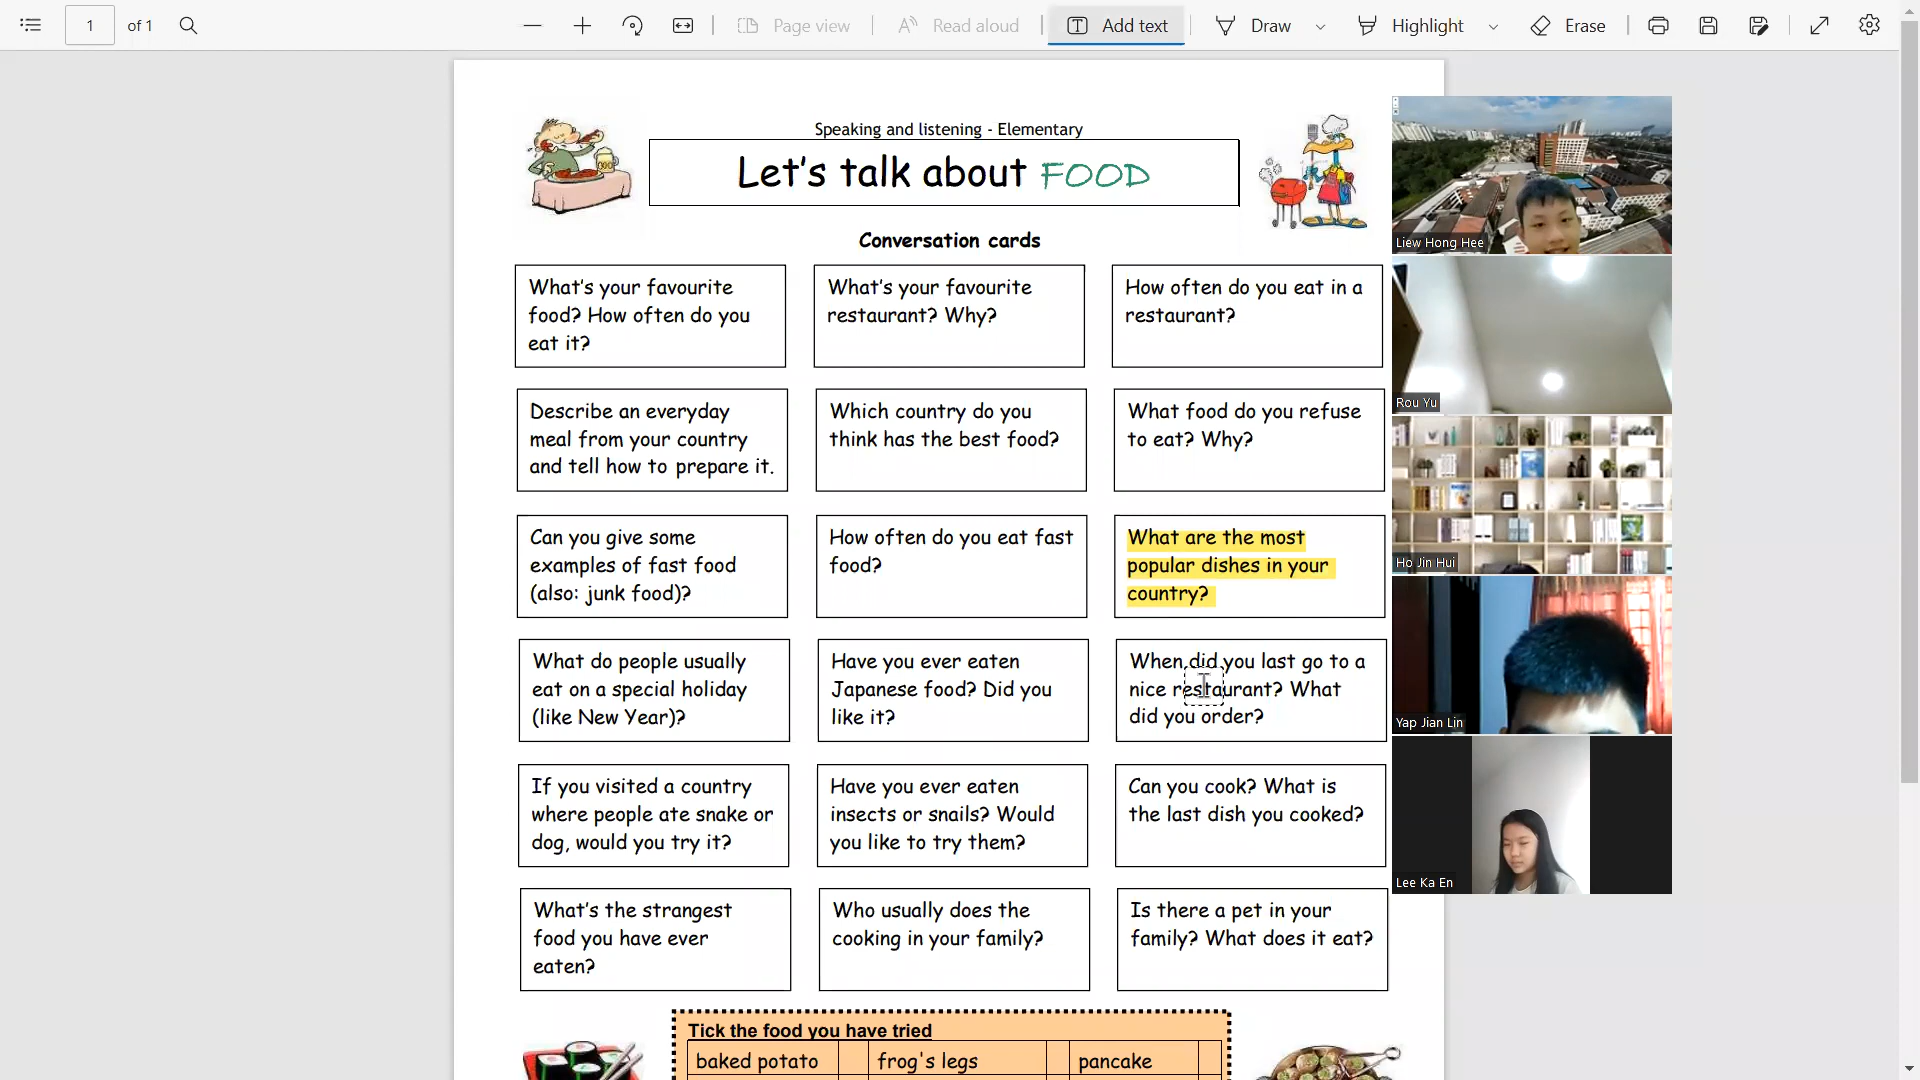 1
of 1
Page view
Read aloud
Add text
Draw
Highlight
Erase
Speaking and listening - Elementary
Let's talk about FOOD
Conversation cards
What's your favourite
food? How often do you
eat it?
What's your favourite
restaurant? Why?
How often do you eat in a
restaurant?
Describe an everyday
meal from your country
and tell how to prepare it.
Which country do you
think has the best food?
What food do you refuse
to eat? Why?
Can you give some
examples of fast food
(also: junk food)?
How often do you eat fast
food?
What are the most
popular dishes in your
country?
What do people usually
eat on a special holiday
(like New Year)?
Have you ever eaten
Japanese food? Did you
like it?
When did you last go to a
nice restaurant? What
did you order?
If you visited a country
where people ate snake or
dog, would you try it?
Have you ever eaten
insects or snails? Would
you like to try them?
Can you cook? What is
the last dish you cooked?
What's the strangest
food you have ever
eaten?
Who usually does the
cooking in your family?
Is there a pet in your
family? What does it eat?
Tick the food you have tried
baked potato
frog's legs
pancake
Liew Hong Hee
Rou Yu
Ho Jin Hui
Yap Jian Lin
Lee Ka En